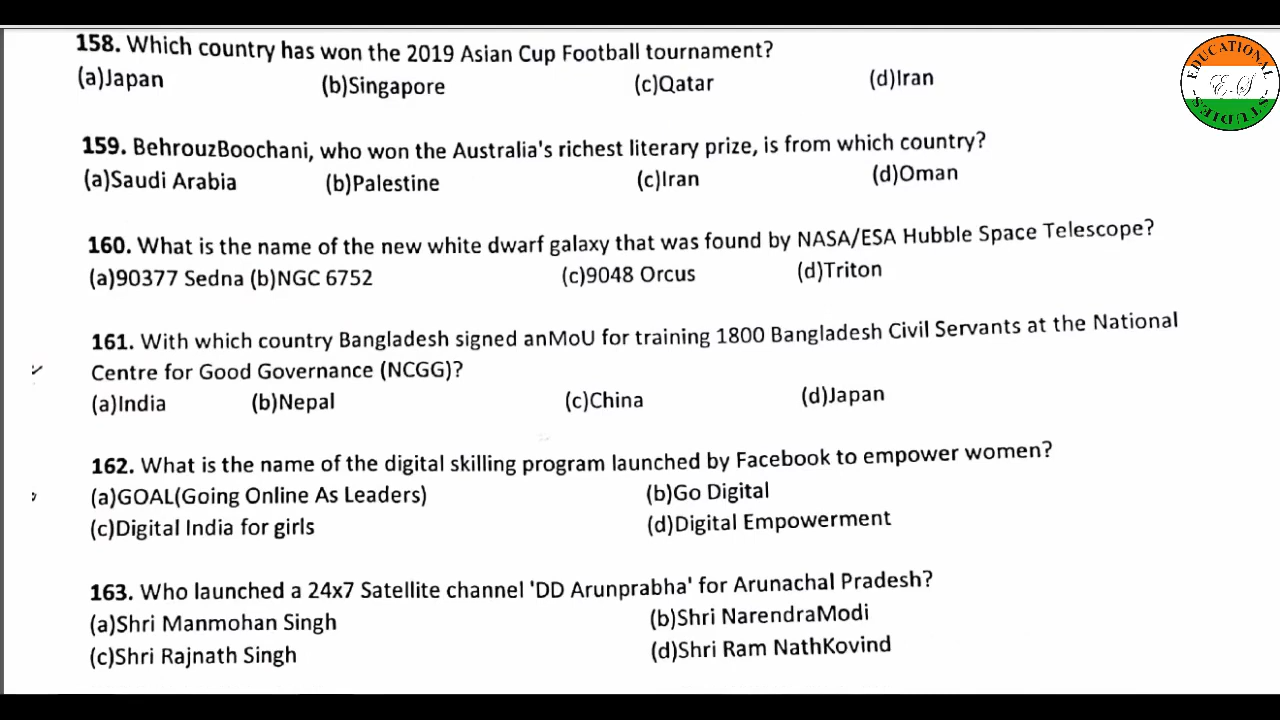 158. Which country has won the 2019 Asian Cup Football tournament?
(a)Japan (b)Singapore (c)Qatar (d)Iran
159. BehrouzBoochani, who won the Australia's richest literary prize, is from which country?
(a)Saudi Arabia (b)Palestine (c)Iran (d)Oman
160. What is the name of the new white dwarf galaxy that was found by NASA/ESA Hubble Space Telescope?
(a)90377 Sedna (b)NGC 6752 (c)9048 Orcus (d)Triton
161. With which country Bangladesh signed anMoU for training 1800 Bangladesh Civil Servants at the National
Centre for Good Governance (NCGG)?
(a)India (b)Nepal (c)China (d)Japan
162. What is the name of the digital skilling program launched by Facebook to empower women?
(a)GOAL(Going Online As Leaders) (b)Go Digital
(c)Digital India for girls (d)Digital Empowerment
163. Who launched a 24x7 Satellite channel 'DD Arunprabha' for Arunachal Pradesh?
(a)Shri Manmohan Singh (b)Shri NarendraModi
(c)Shri Rajnath Singh (d)Shri Ram NathKovind
EDUCATIONAL
E.S
-STUDIES-